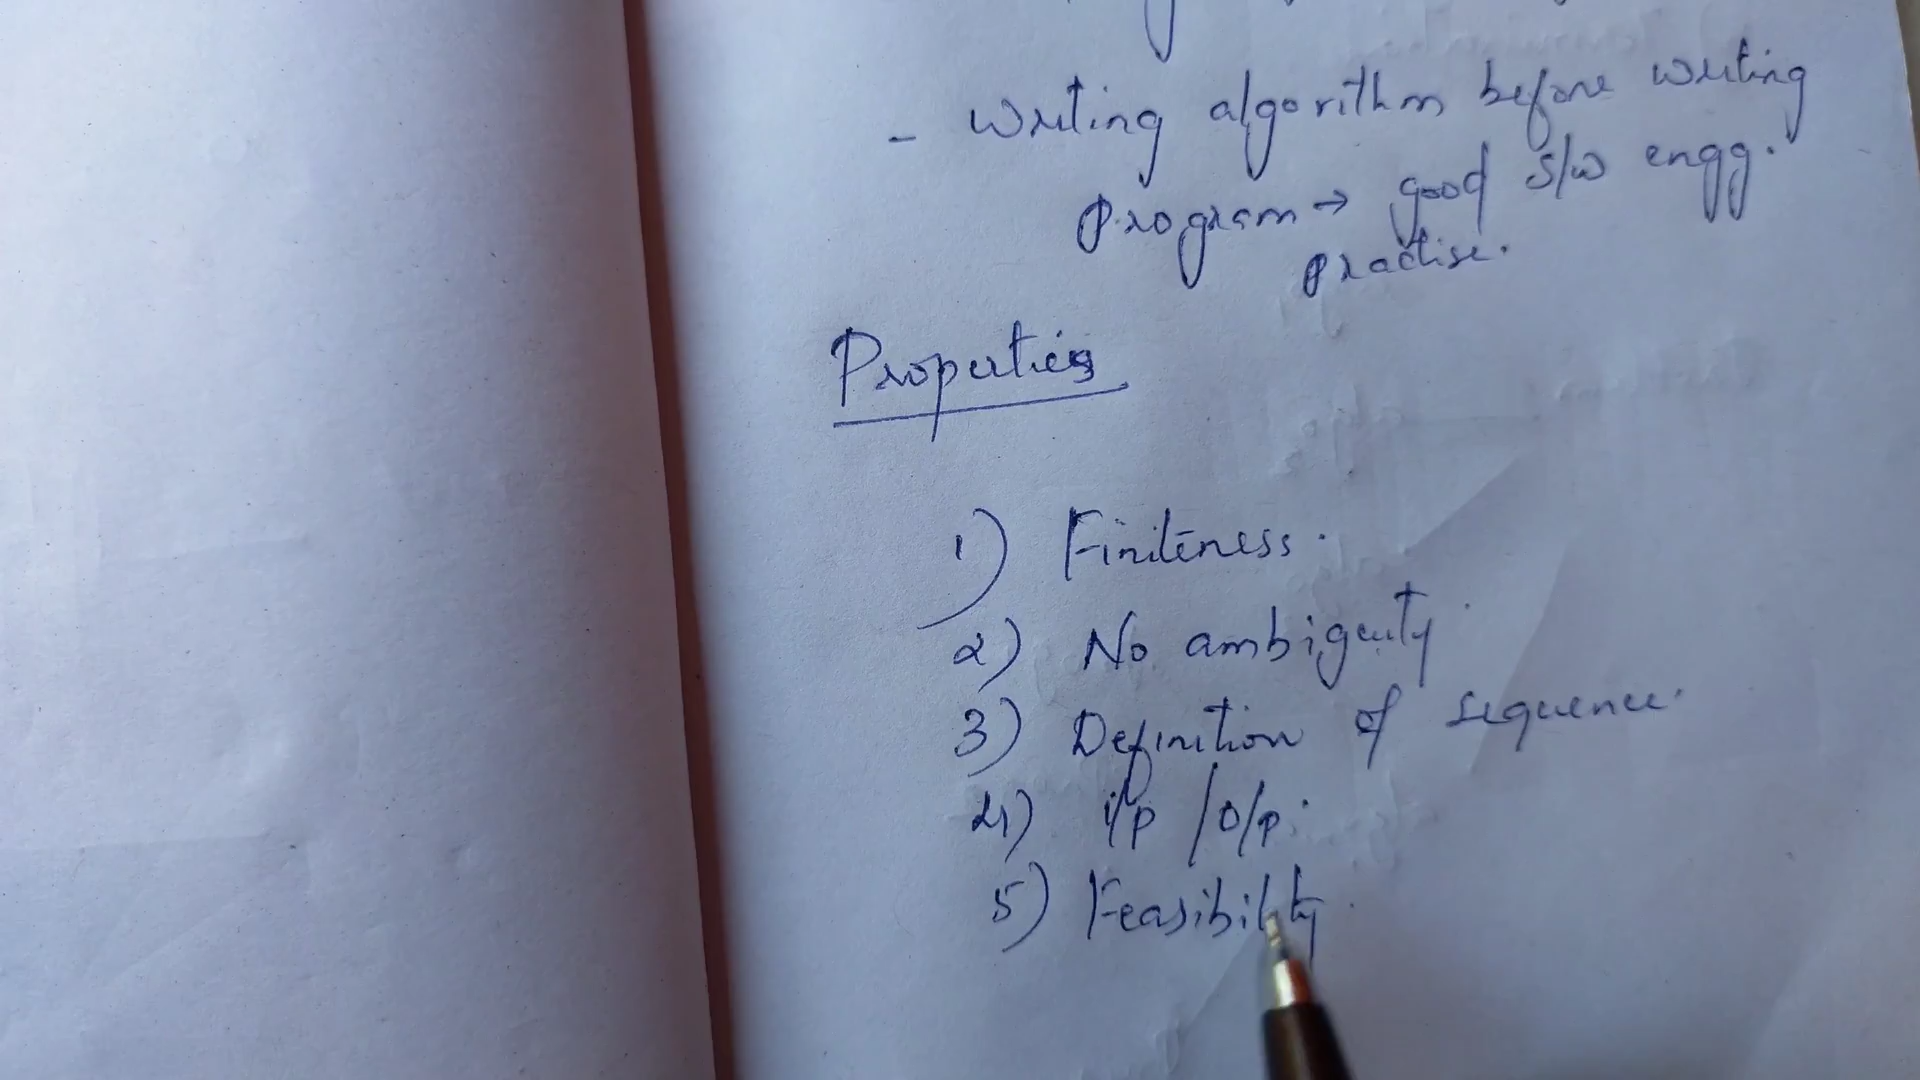 - writing algorithm before writing
program → good s/w engg.
practise.
Properties
1) Finiteness.
2) No ambiguity
3) Definition of sequence.
4) i/p / o/p.
5) Feasibility.